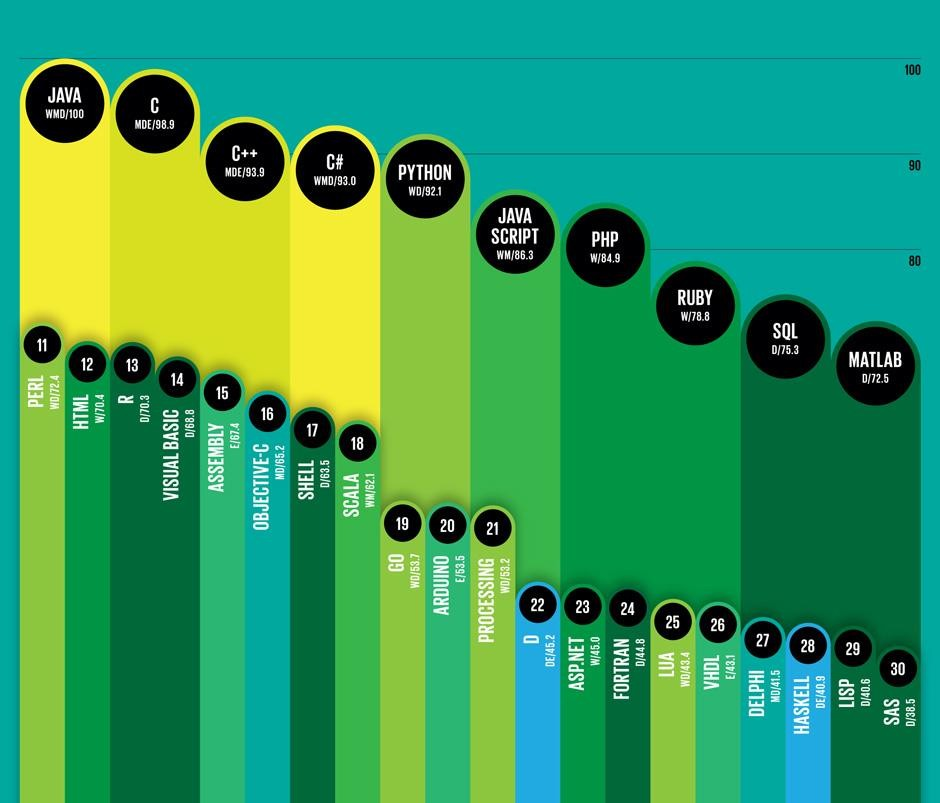 100
90
80
JAVA
WMD/100
C
MDE/98.9
C++
MDE/93.9
C#
WMD/93.0
PYTHON
WD/92.1
JAVA
SCRIPT
WM/86.3
PHP
W/84.9
RUBY
W/78.8
SQL
D/75.3
MATLAB
D/72.5
11
PERL
WD/72.4
12
HTML
W/70.4
13
R
D/70.3
14
VISUAL BASIC
D/68.8
15
ASSEMBLY
E/67.4
16
OBJECTIVE-C
MD/65.2
17
SHELL
D/63.5
18
SCALA
WM/62.1
19
GO
WD/53.7
20
ARDUINO
E/53.5
21
PROCESSING
WD/53.2
22
D
DE/45.2
23
ASP.NET
W/45.0
24
FORTRAN
D/44.8
25
LUA
WD/43.4
26
VHDL
E/43.1
27
DELPHI
MD/41.5
28
HASKELL
DE/40.9
29
LISP
D/40.6
30
SAS
D/38.5